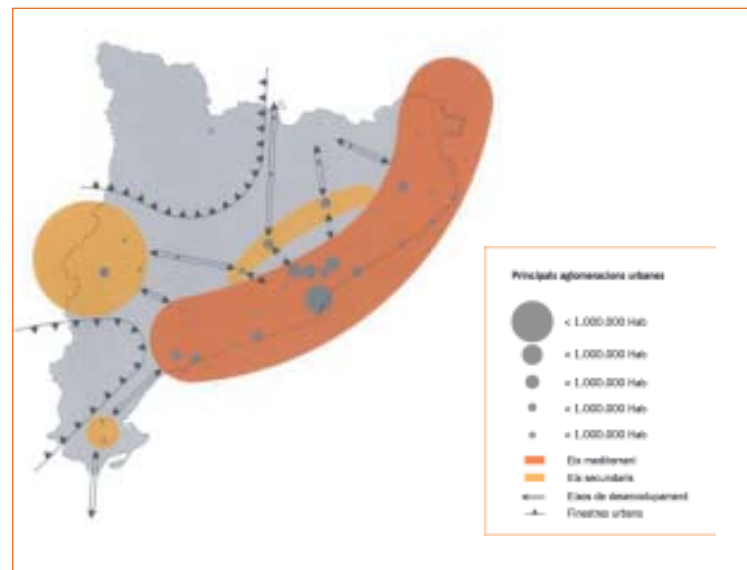 Principals aglomeracions urbanes
< 1.000.000 Hab
< 1.000.000 Hab
< 1.000.000 Hab
< 1.000.000 Hab
< 1.000.000 Hab
Eix mediterrani
Eix secundaris
Eixos de desenvolupament
Finestres urbans